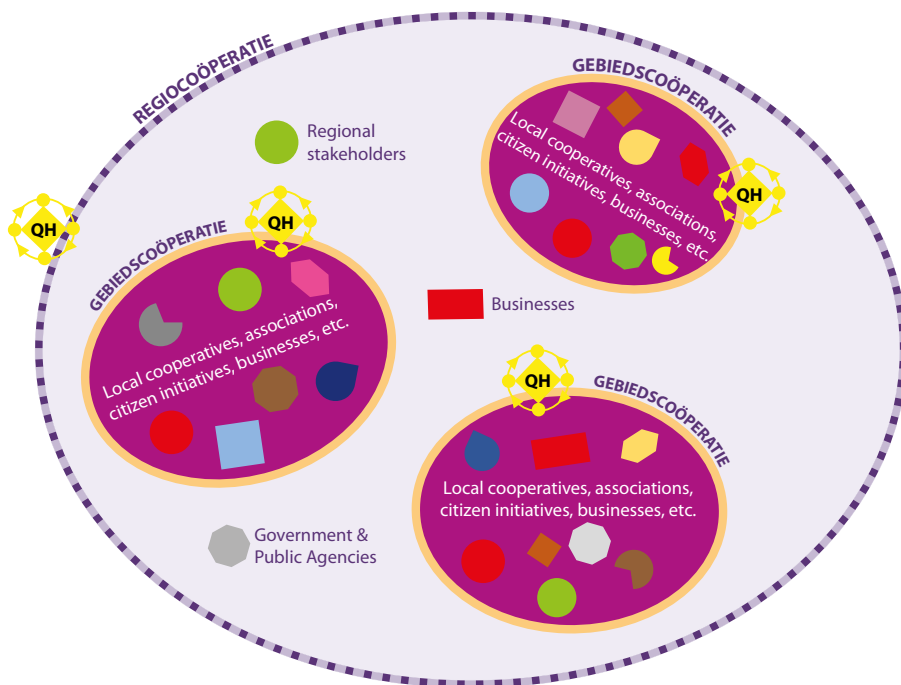 REGIOCOÖPERATIE
GEBIEDSCOÖPERATIE
Local cooperatives, associations,
citizen initiatives, businesses, etc.
QH
Regional
stakeholders
QH
QH
GEBIEDSCOÖPERATIE
Local cooperatives, associations,
citizen initiatives, businesses, etc.
Businesses
QH
GEBIEDSCOÖPERATIE
Local cooperatives, associations,
citizen initiatives, businesses, etc.
Government &
Public Agencies